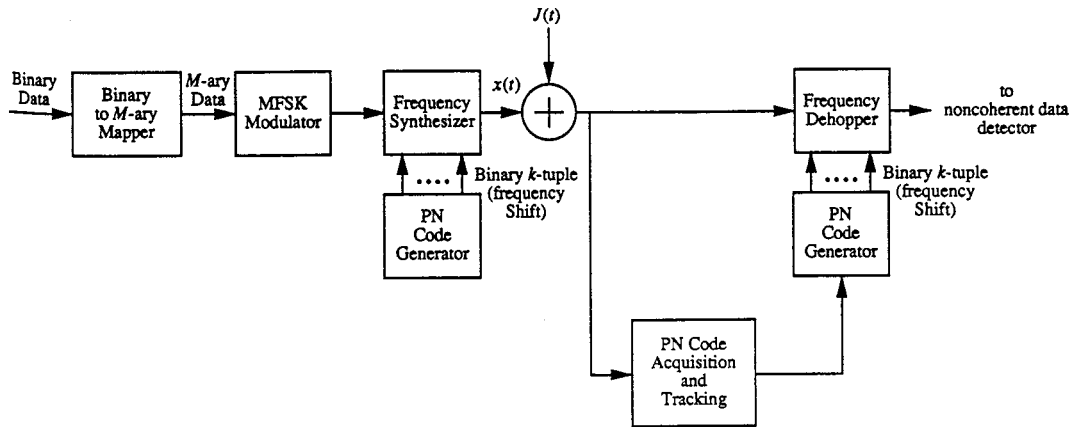 J(t)
Binary
Data
Binary
to M-ary
Mapper
M-ary
Data
MFSK
Modulator
Frequency
Synthesizer
x(t)
+
Frequency
Dehopper
to
noncoherent data
detector
....
Binary k-tuple
(frequency
Shift)
PN
Code
Generator
....
Binary k-tuple
(frequency
Shift)
PN
Code
Generator
PN Code
Acquisition
and
Tracking